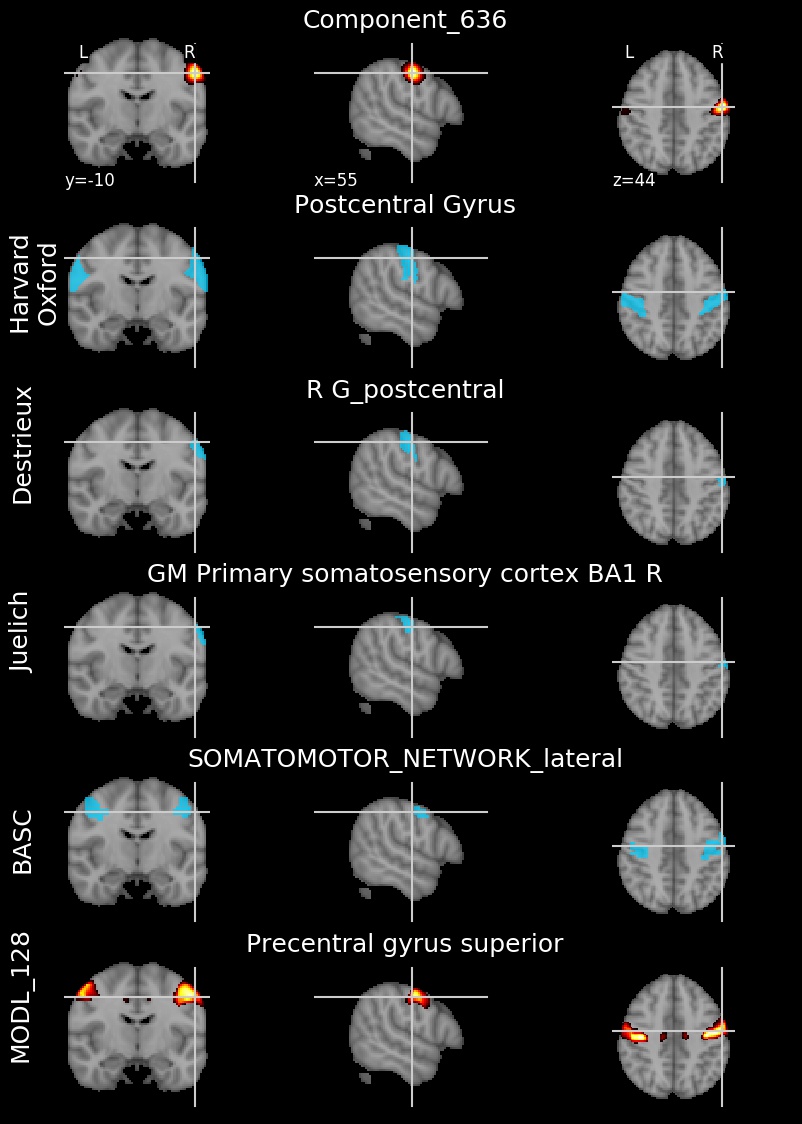 Component_636
L R L R
y=-10 x=55 z=44
Postcentral Gyrus
Harvard
Oxford
R G_postcentral
Destrieux
GM Primary somatosensory cortex BA1 R
Juelich
SOMATOMOTOR_NETWORK_lateral
BASC
Precentral gyrus superior
MODL_128